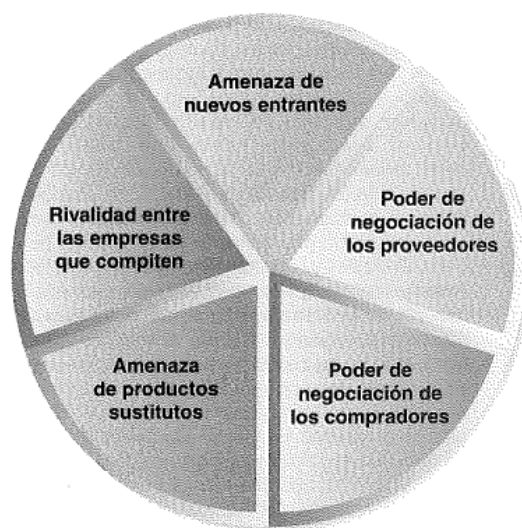 Amenaza de
nuevos entrantes
Poder de
negociación de
los proveedores
Poder de
negociación de
los compradores
Amenaza
de productos
sustitutos
Rivalidad entre
las empresas
que compiten